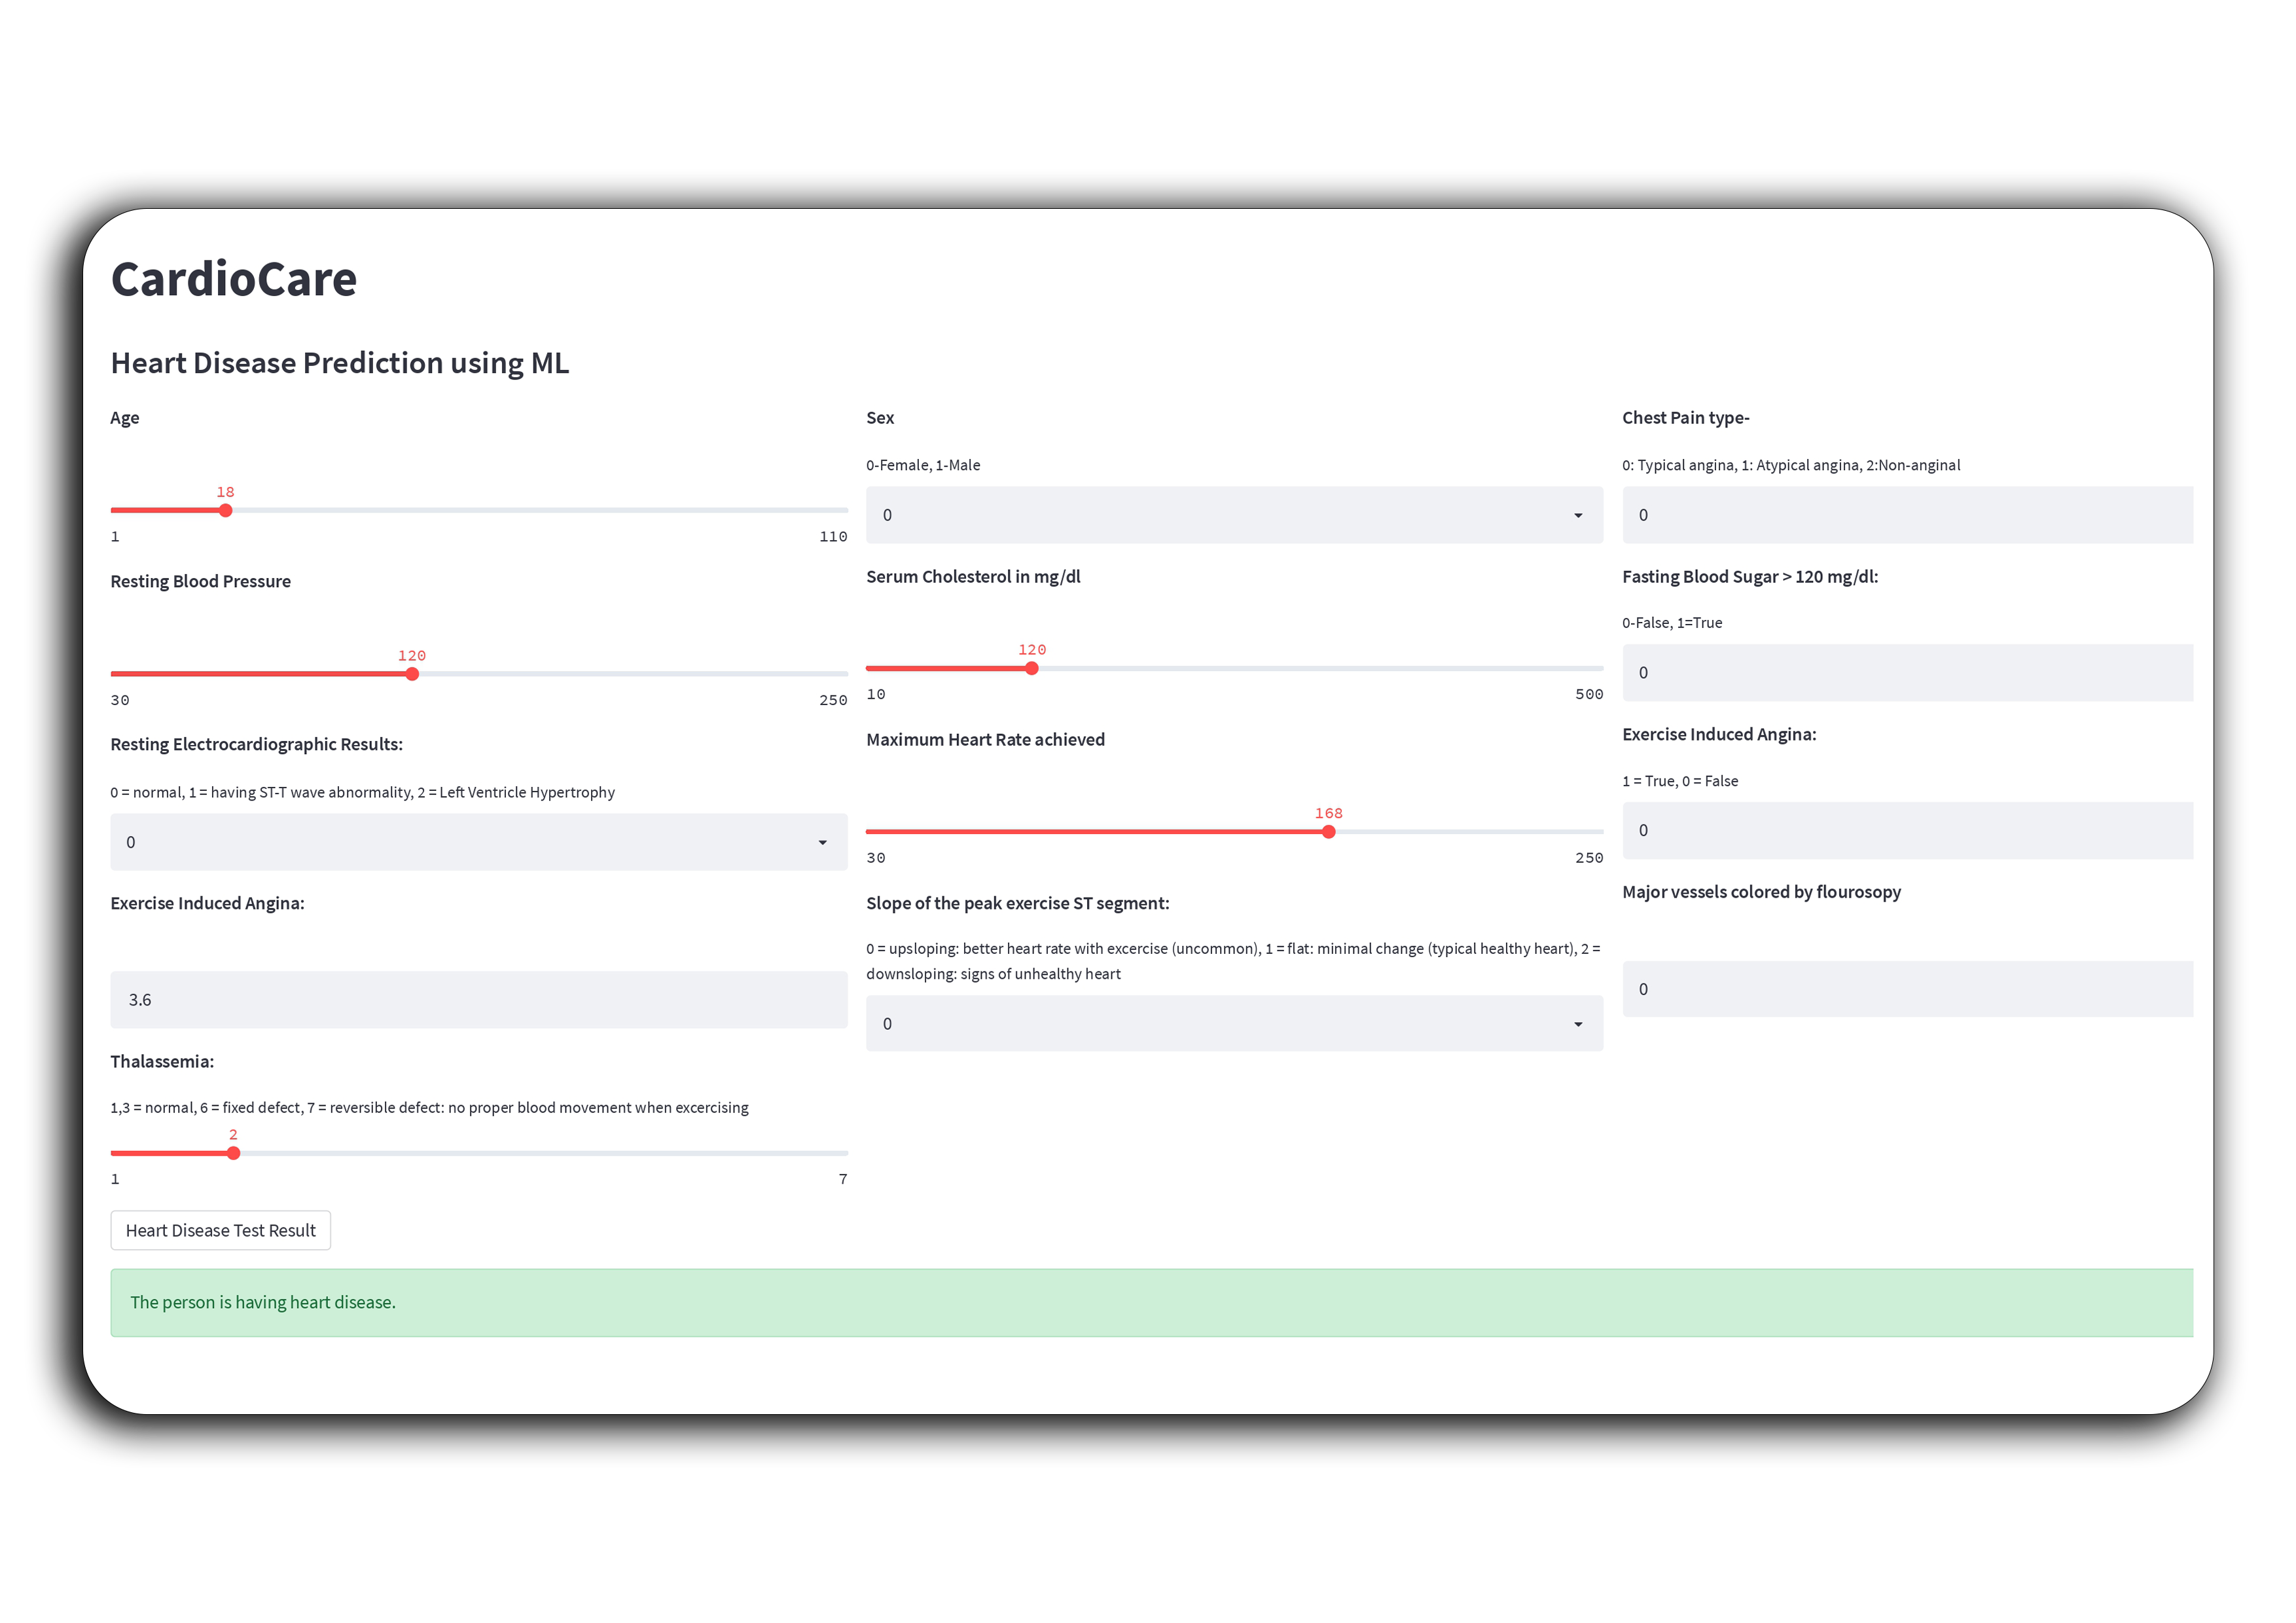 CardioCare
Heart Disease Prediction using ML
Age
18
1
110
Resting Blood Pressure
120
30
250
Resting Electrocardiographic Results:
0 = normal, 1 = having ST-T wave abnormality, 2 = Left Ventricle Hypertrophy
0
Exercise Induced Angina:
3.6
Thalassemia:
1,3 = normal, 6 = fixed defect, 7 = reversible defect: no proper blood movement when excercising
2
1
7
Sex
0-Female, 1-Male
0
Serum Cholesterol in mg/dl
120
10
500
Maximum Heart Rate achieved
168
30
250
Slope of the peak exercise ST segment:
0 = upsloping: better heart rate with excercise (uncommon), 1 = flat: minimal change (typical healthy heart), 2 =
downsloping: signs of unhealthy heart
0
Chest Pain type-
0: Typical angina, 1: Atypical angina, 2:Non-anginal
0
Fasting Blood Sugar > 120 mg/dl:
0-False, 1=True
0
Exercise Induced Angina:
1 = True, 0 = False
0
Major vessels colored by flourosopy
0
Heart Disease Test Result
The person is having heart disease.